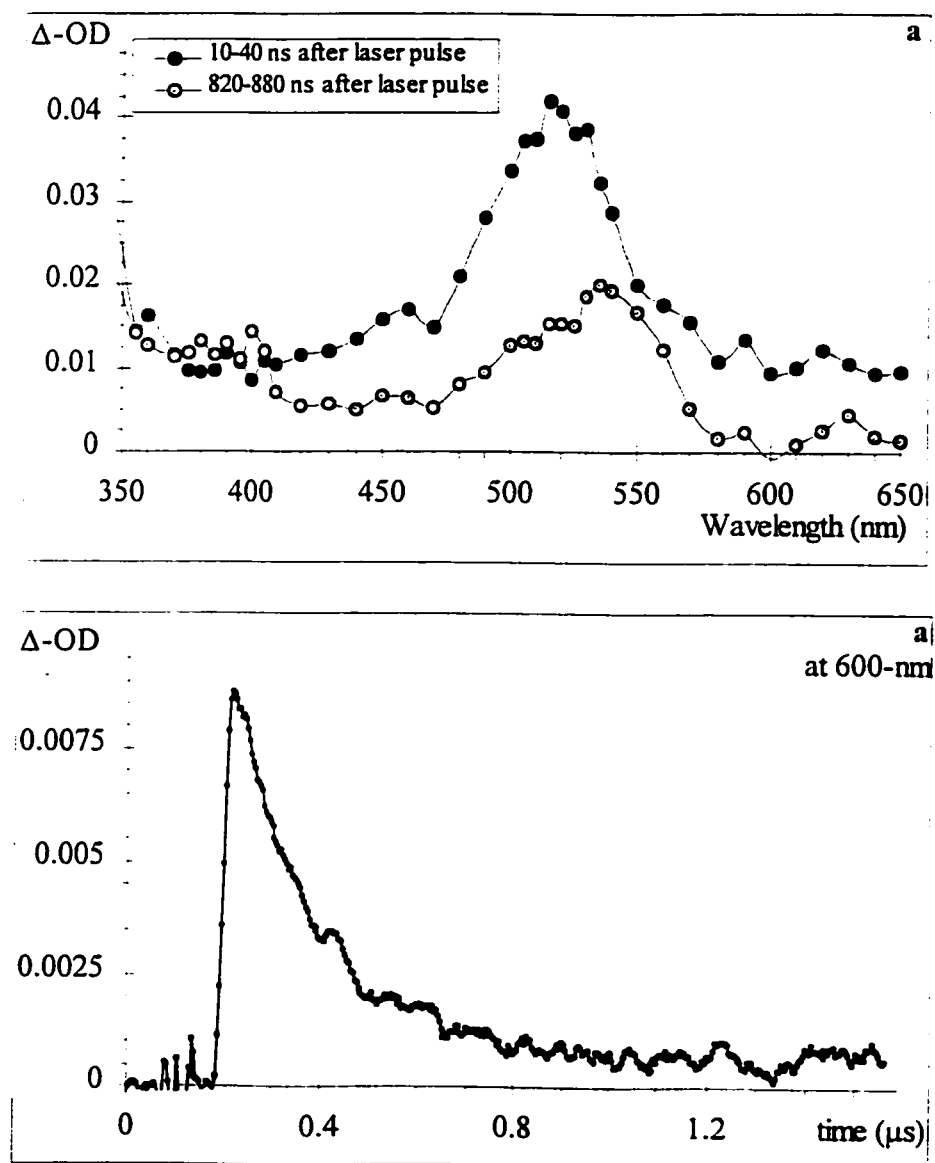 Δ-OD
a
10-40 ns after laser pulse
820-880 ns after laser pulse
0.04
0.03
0.02
0.01
0
350 400 450 500 550 600 650
Wavelength (nm)
Δ-OD
a
at 600-nm
0.0075
0.005
0.0025
0
0 0.4 0.8 1.2 time (μs)